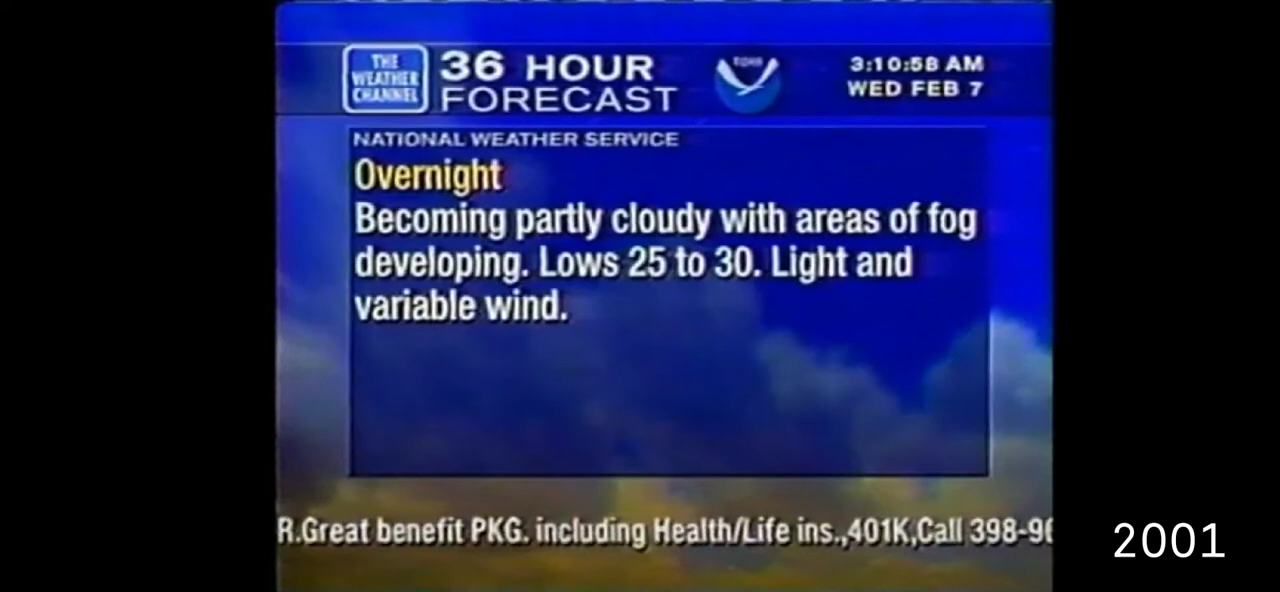 THE
WEATHER
CHANNEL
36 HOUR
FORECAST
3:10:58 AM
WED FEB 7
NATIONAL WEATHER SERVICE
Overnight
Becoming partly cloudy with areas of fog
developing. Lows 25 to 30. Light and
variable wind.
R.Great benefit PKG. including Health/Life ins.,401K,Call 398-9
2001